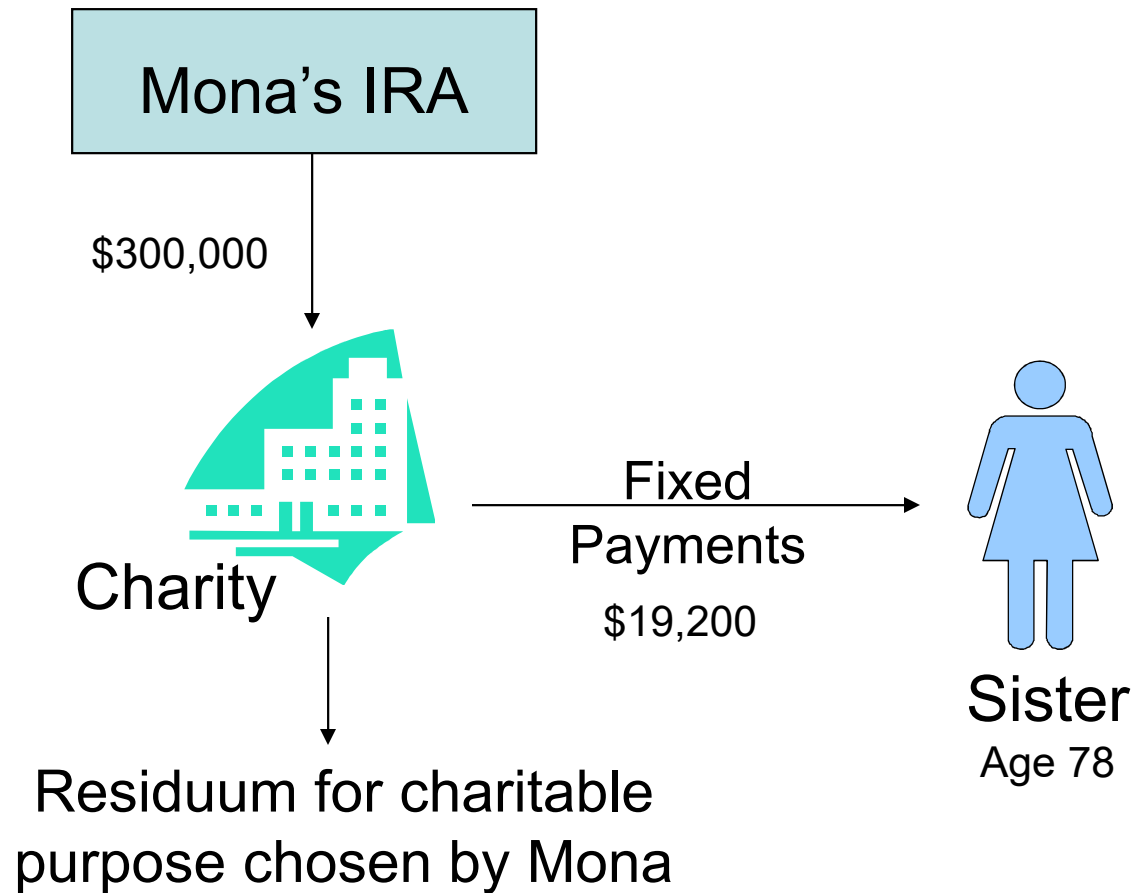 Mona’s IRA
$300,000
Charity
Fixed
Payments
$19,200
Sister
Age 78
Residuum for charitable
purpose chosen by Mona